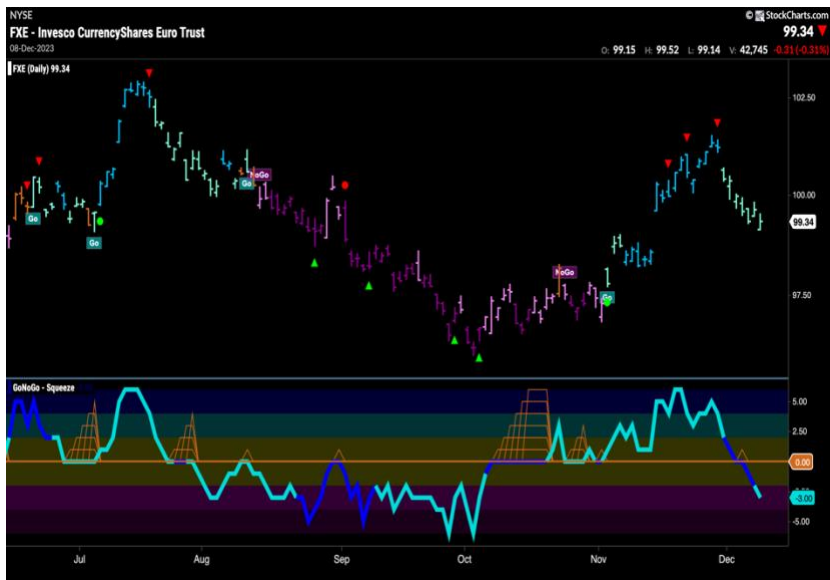 NYSE
© StockCharts.com
FXE - Invesco CurrencyShares Euro Trust
99.34
08-Dec-2023
O: 99.15 H: 99.52 L: 99.14 V: 42,745 -0.31 (-0.31%)
FXE (Daily) 99.34
102.50
NoGo
Go
100.00
Go
99.34
Go
NoGo
97.50
Go
GoNoGo - Squeeze
5.00
2.50
0.00
-3.00
-5.00
Jul Aug Sep Oct Nov Dec